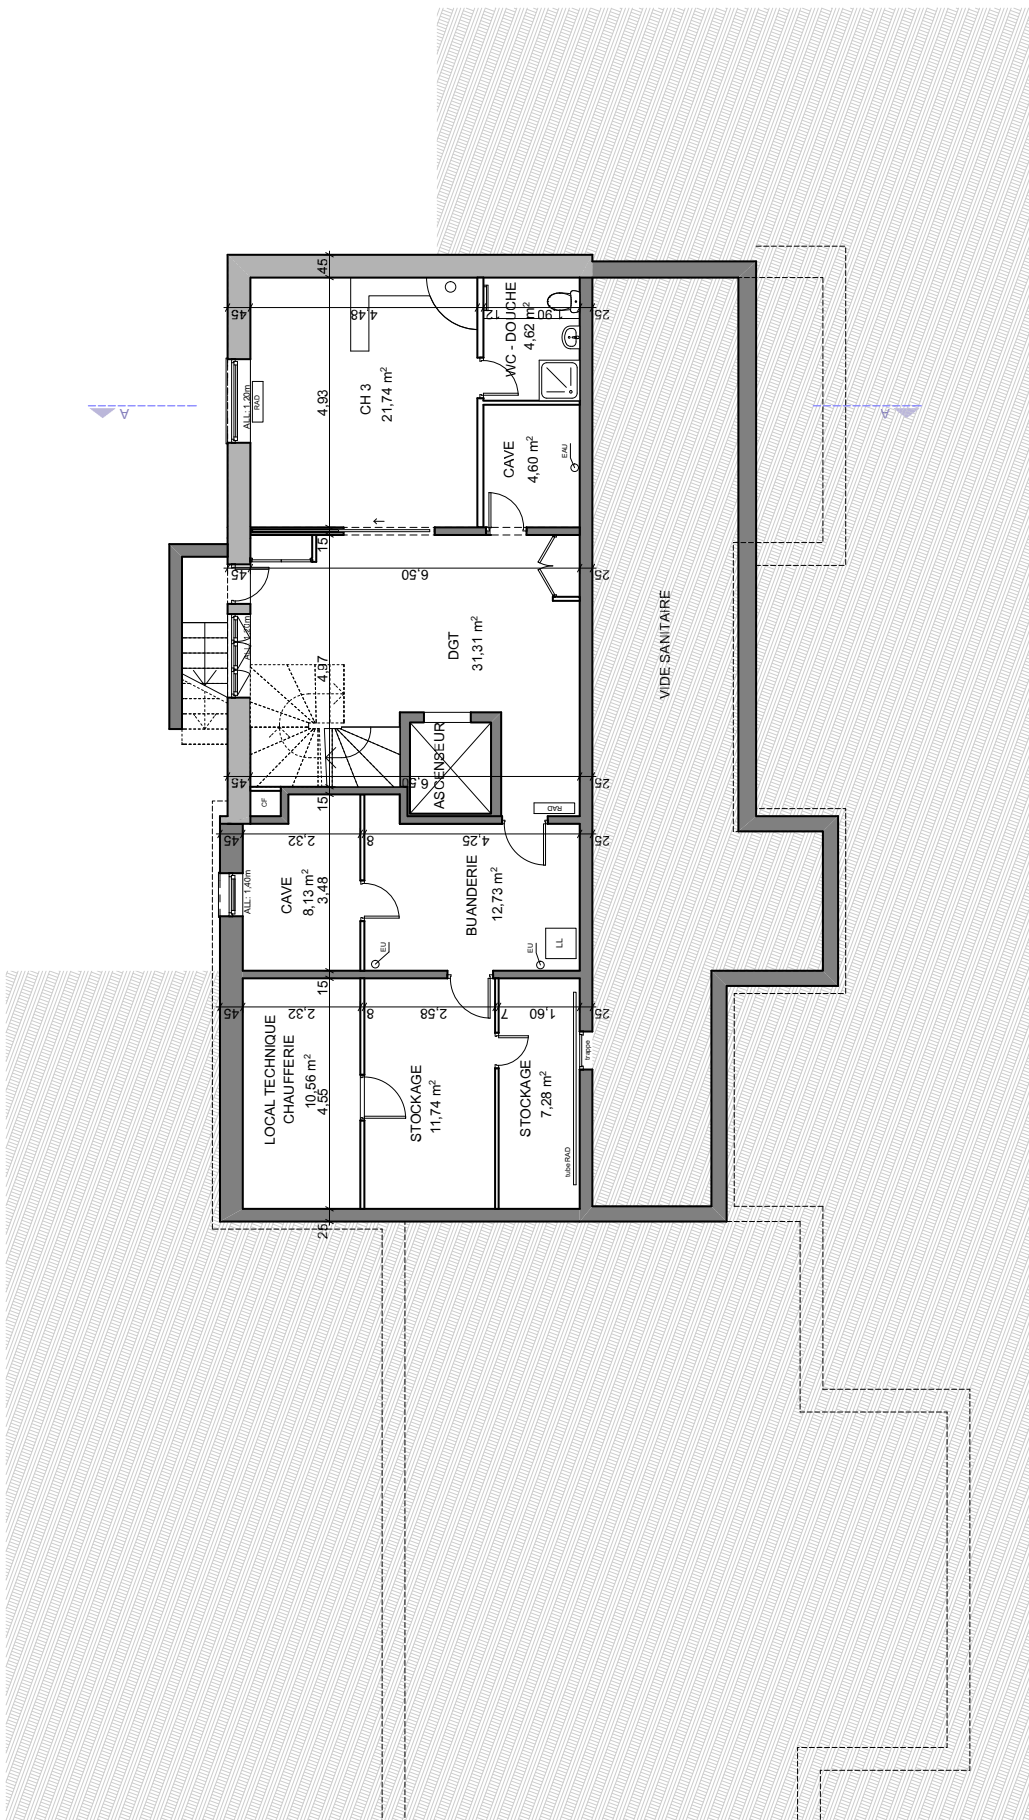 45
45
4,48
12
1,90
25
WC - DOUCHE
4,62 m²
ALL: 1,20m
RAD
4,93
CH 3
21,74 m²
A
A
CAVE
4,60 m²
EAU
15
45
6,50
25
ALL: 1,20m
4,97
DGT
31,31 m²
VIDE SANITAIRE
ASCENSEUR
45
6,50
25
CF
15
RAD
45
2,32
8
4,25
25
ALL: 1,40m
CAVE
8,13 m²
3,48
BUANDERIE
12,73 m²
EU
EU
LL
15
45
2,32
8
2,58
7
1,60
25
LOCAL TECHNIQUE
CHAUFFERIE
10,56 m²
4,55
STOCKAGE
11,74 m²
STOCKAGE
7,28 m²
trappe
tube RAD
25